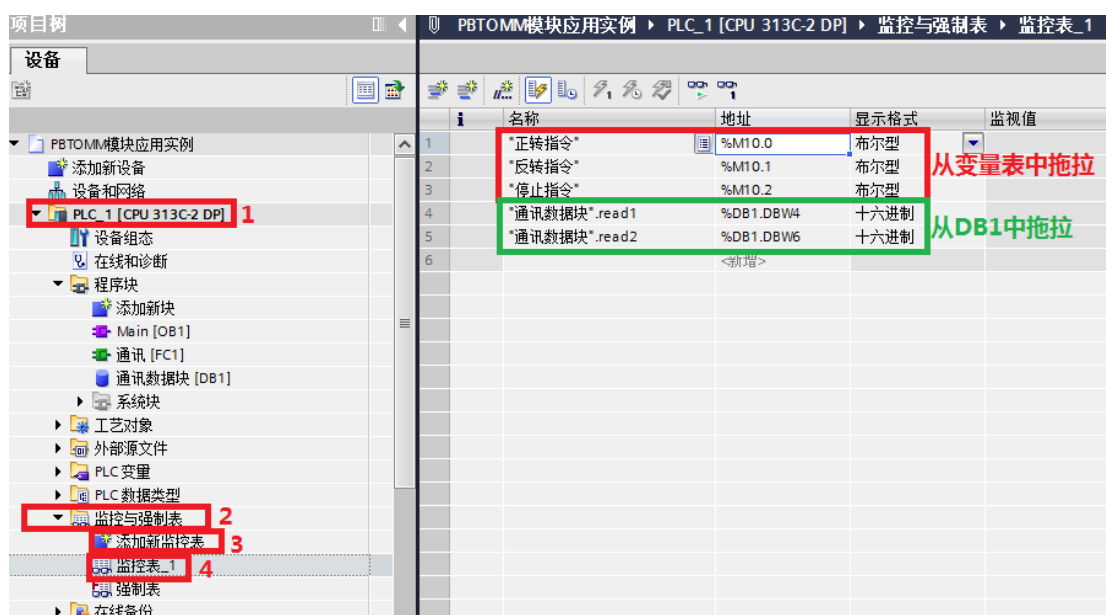 项目树
PBTOMM模块应用实例 ▸ PLC_1 [CPU 313C-2 DP] ▸ 监控与强制表 ▸ 监控表_1
设备
i 名称 地址 显示格式 监视值
1 "正转指令" %M10.0 布尔型
2 "反转指令" %M10.1 布尔型
3 "停止指令" %M10.2 布尔型
从变量表中拖拉
4 "通讯数据块".read1 %DB1.DBW4 十六进制
5 "通讯数据块".read2 %DB1.DBW6 十六进制
从DB1中拖拉
6 <新增>
PBTOMM模块应用实例
添加新设备
设备和网络
PLC_1 [CPU 313C-2 DP] 1
设备组态
在线和诊断
程序块
添加新块
Main [OB1]
通讯 [FC1]
通讯数据块 [DB1]
系统块
工艺对象
外部源文件
PLC 变量
PLC 数据类型
监控与强制表 2
添加新监控表 3
监控表_1 4
强制表
在线备份